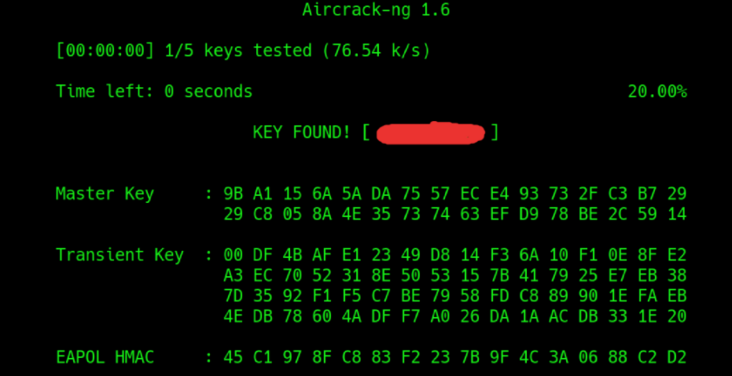 Aircrack-ng 1.6
[00:00:00] 1/5 keys tested (76.54 k/s)
Time left: 0 seconds 20.00%
KEY FOUND! [ ]
Master Key : 9B A1 15 6A 5A DA 75 57 EC E4 93 73 2F C3 B7 29
29 C8 05 8A 4E 35 73 74 63 EF D9 78 BE 2C 59 14
Transient Key : 00 DF 4B AF E1 23 49 D8 14 F3 6A 10 F1 0E 8F E2
A3 EC 70 52 31 8E 50 53 15 7B 41 79 25 E7 EB 38
7D 35 92 F1 F5 C7 BE 79 58 FD C8 89 90 1E FA EB
4E DB 78 60 4A DF F7 A0 26 DA 1A AC DB 33 1E 20
EAPOL HMAC : 45 C1 97 8F C8 83 F2 23 7B 9F 4C 3A 06 88 C2 D2